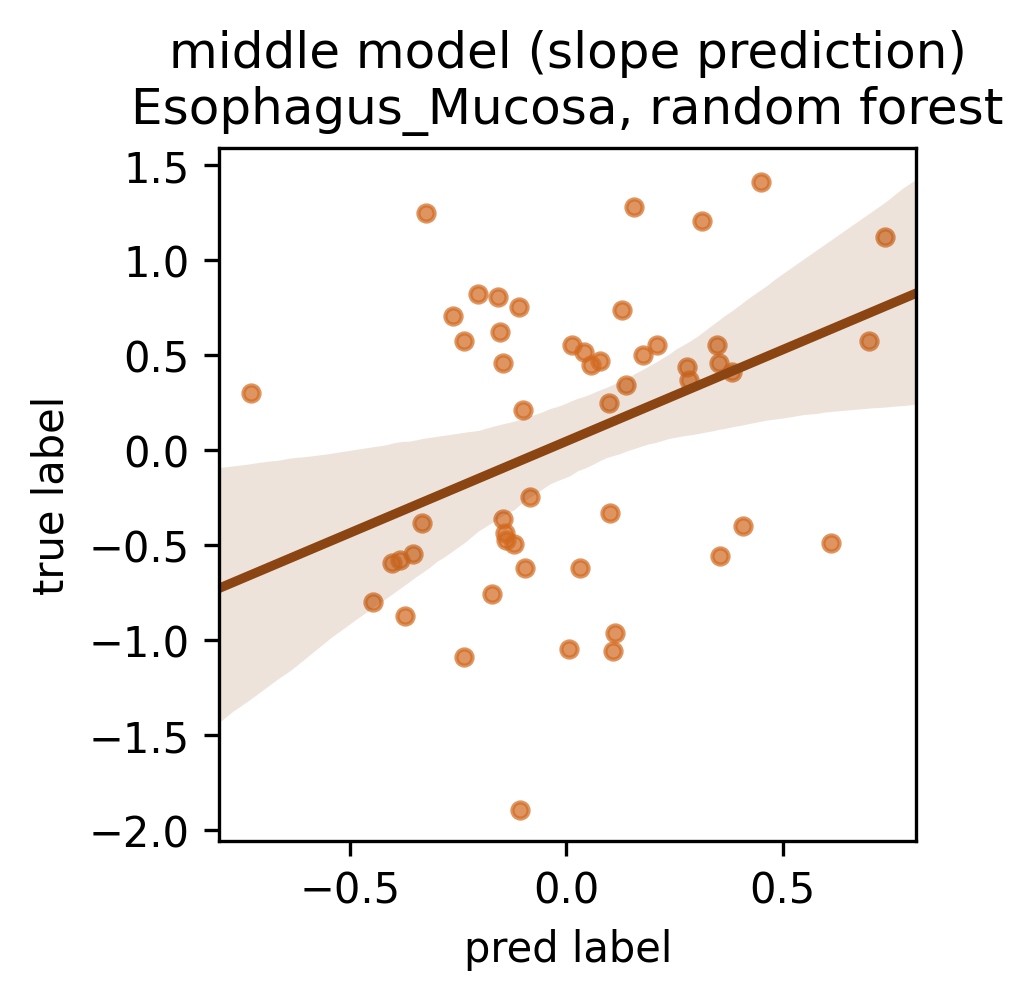 middle model (slope prediction)
Esophagus_Mucosa, random forest
1.5
1.0
0.5
0.0
−0.5
−1.0
−1.5
−2.0
true label
−0.5 0.0 0.5
pred label